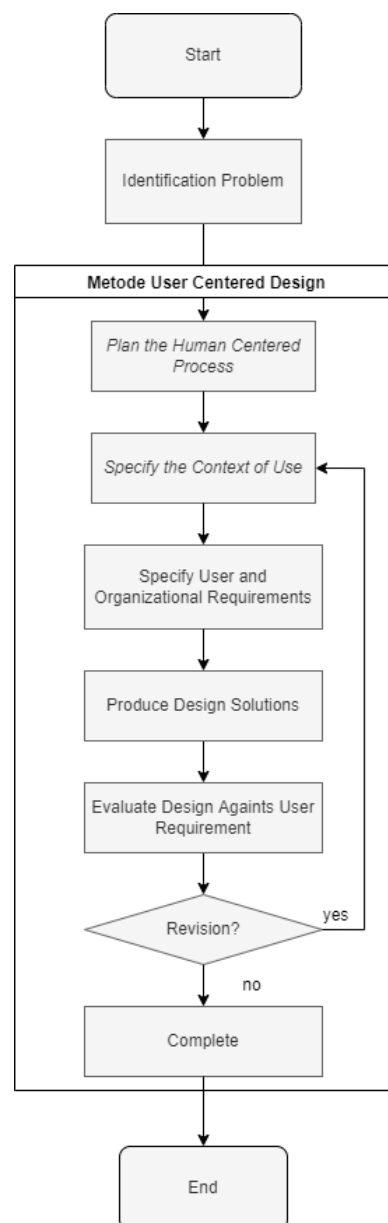 Start
Identification Problem
Metode User Centered Design
Plan the Human Centered
Process
Specify the Context of Use
Specify User and
Organizational Requirements
Produce Design Solutions
Evaluate Design Againts User
Requirement
Revision?
yes
no
Complete
End